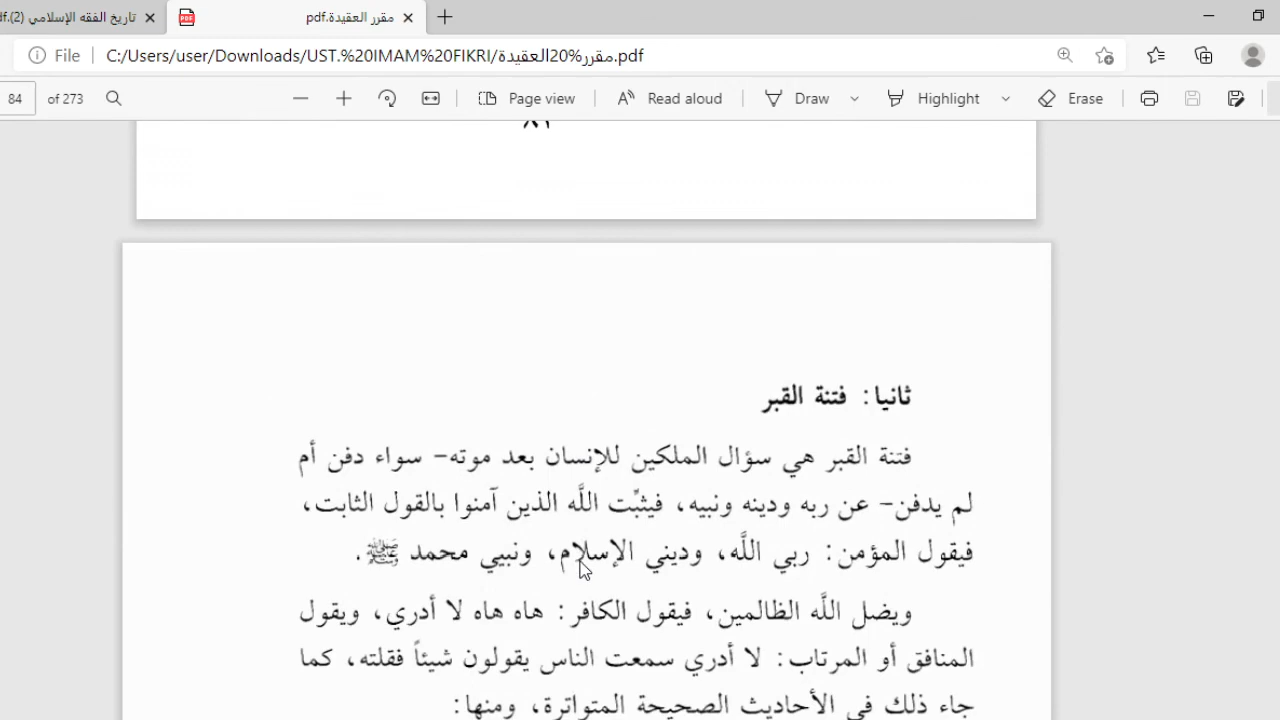 تاريخ الفقه الإسلامي (2).pdf
مقرر العقيدة.pdf
File
C:/Users/user/Downloads/UST.%20IMAM%20FIKRI/مقرر%20العقيدة.pdf
84 of 273
Page view
Read aloud
Draw
Highlight
Erase
ثانيا: فتنة القبر
فتنة القبر هي سؤال الملكين للإنسان بعد موته- سواء دفن أم
لم يدفن- عن ربه ودينه ونبيه، فيثبِّت اللَّه الذين آمنوا بالقول الثابت،
فيقول المؤمن: ربي اللَّه، وديني الإسلام، ونبيي محمد ﷺ.
ويضل اللَّه الظالمين، فيقول الكافر: هاه هاه لا أدري، ويقول
المنافق أو المرتاب: لا أدري سمعت الناس يقولون شيئاً فقلته، كما
جاء ذلك في الأحاديث الصحيحة المتواترة، ومنها: